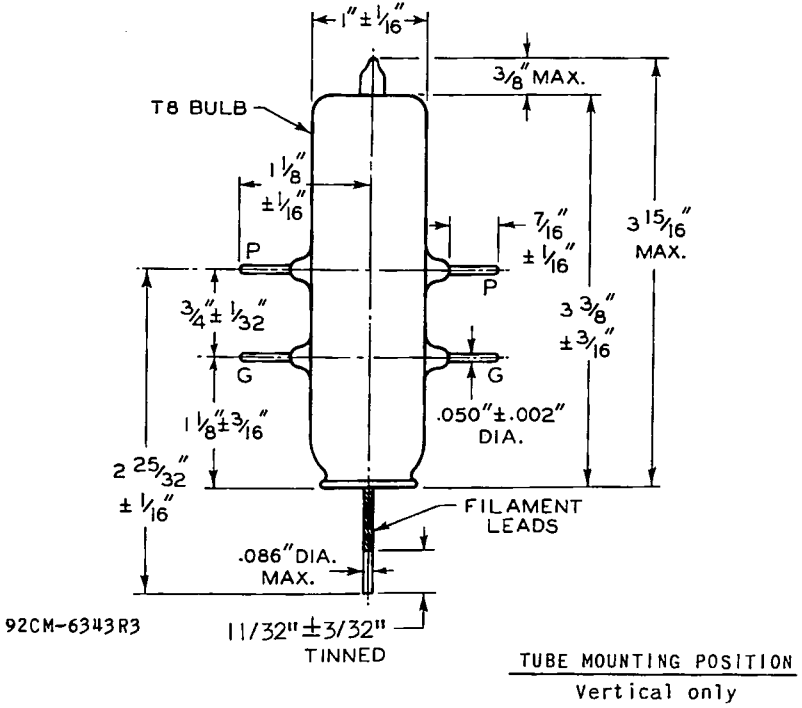 1" ± 1/16"
3/8" MAX.
T8 BULB
1 1/8"
± 1/16"
7/16"
± 1/16"
3 15/16"
MAX.
P
P
3/4" ± 1/32"
3 3/8"
± 3/16"
G
G
1 1/8" ± 3/16"
.050" ± .002"
DIA.
2 25/32"
± 1/16"
FILAMENT
LEADS
.086" DIA.
MAX.
92CM-6343R3
11/32" ± 3/32"
TINNED
TUBE MOUNTING POSITION
Vertical only